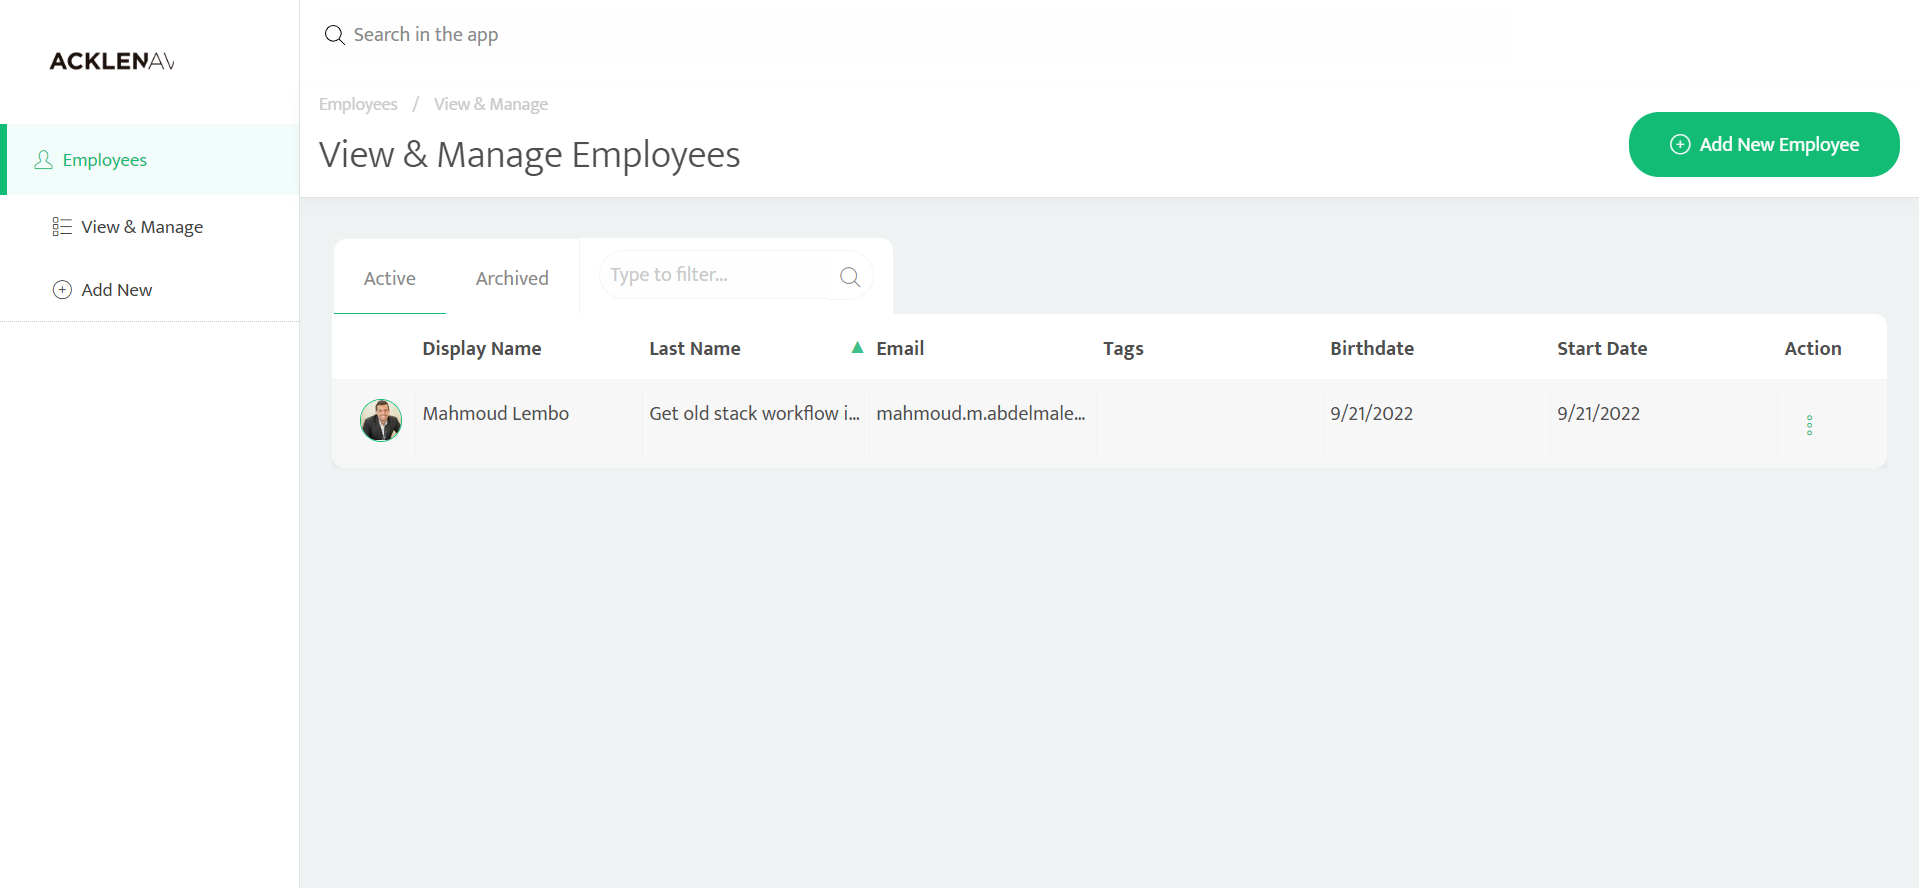 ACKLENAV
Search in the app
Employees / View & Manage
View & Manage Employees
Add New Employee
Employees
View & Manage
Add New
Active Archived Type to filter...
Display Name Last Name Email Tags Birthdate Start Date Action
Mahmoud Lembo Get old stack workflow i... mahmoud.m.abdelmale... 9/21/2022 9/21/2022